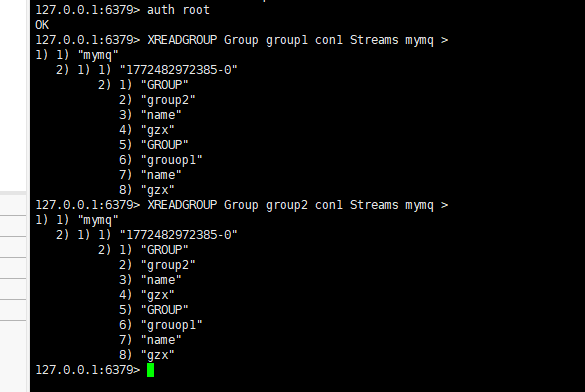 127.0.0.1:6379> auth root
OK
127.0.0.1:6379> XREADGROUP Group group1 con1 Streams mymq >
1) 1) "mymq"
   2) 1) 1) "1772482972385-0"
         2) 1) "GROUP"
            2) "group2"
            3) "name"
            4) "gzx"
            5) "GROUP"
            6) "grouop1"
            7) "name"
            8) "gzx"
127.0.0.1:6379> XREADGROUP Group group2 con1 Streams mymq >
1) 1) "mymq"
   2) 1) 1) "1772482972385-0"
         2) 1) "GROUP"
            2) "group2"
            3) "name"
            4) "gzx"
            5) "GROUP"
            6) "grouop1"
            7) "name"
            8) "gzx"
127.0.0.1:6379>